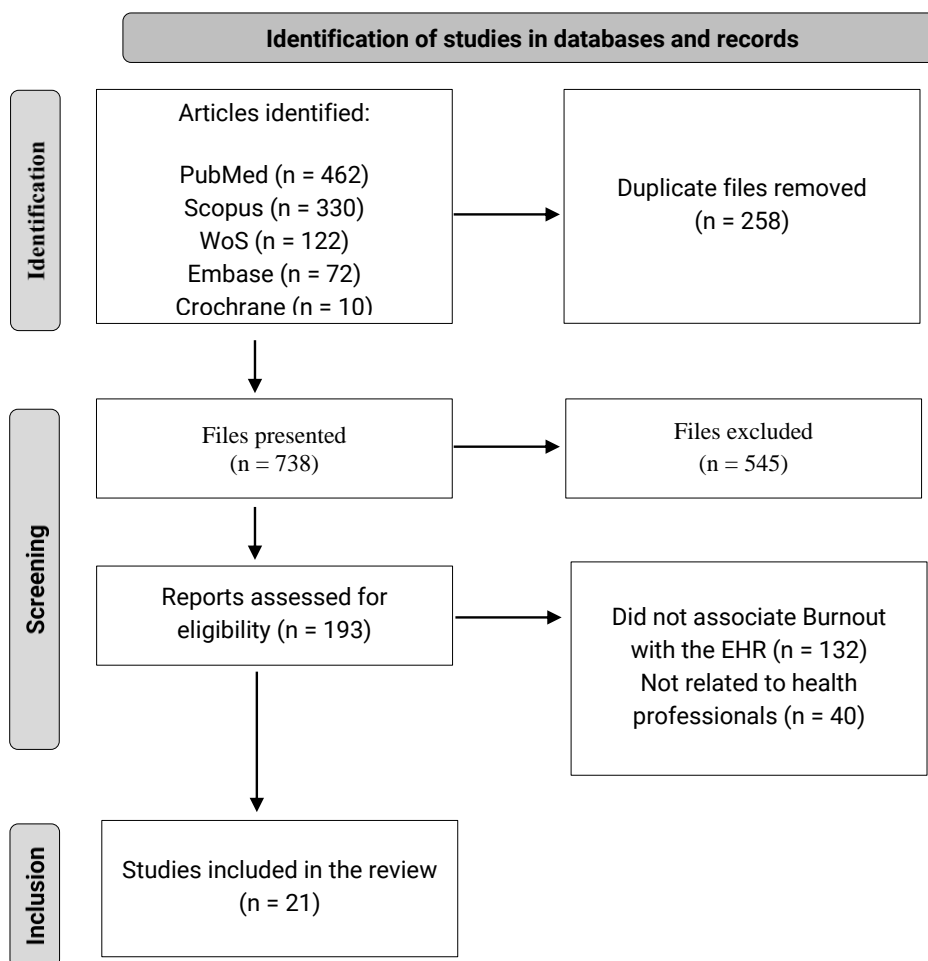 Identification of studies in databases and records
Identification
Articles identified:
PubMed (n = 462)
Scopus (n = 330)
WoS (n = 122)
Embase (n = 72)
Crochrane (n = 10)
Duplicate files removed
(n = 258)
Screening
Files presented
(n = 738)
Files excluded
(n = 545)
Reports assessed for
eligibility (n = 193)
Did not associate Burnout
with the EHR (n = 132)
Not related to health
professionals (n = 40)
Inclusion
Studies included in the review
(n = 21)